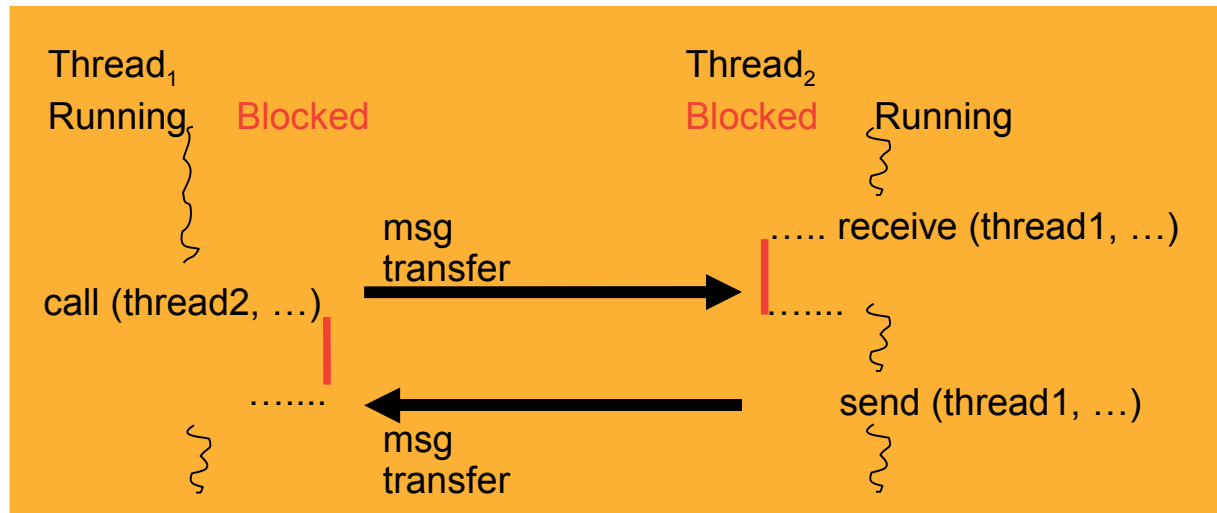 Thread₁
Running Blocked
Thread₂
Blocked Running
msg
transfer
call (thread2, …)
…....
….. receive (thread1, …)
…....
send (thread1, …)
msg
transfer